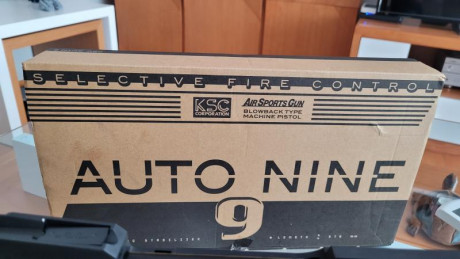 SELECTIVE FIRE CONTROL
KSC
CORPORATION
AIR SPORTS GUN
BLOWBACK TYPE
MACHINE PISTOL
AUTO NINE
9